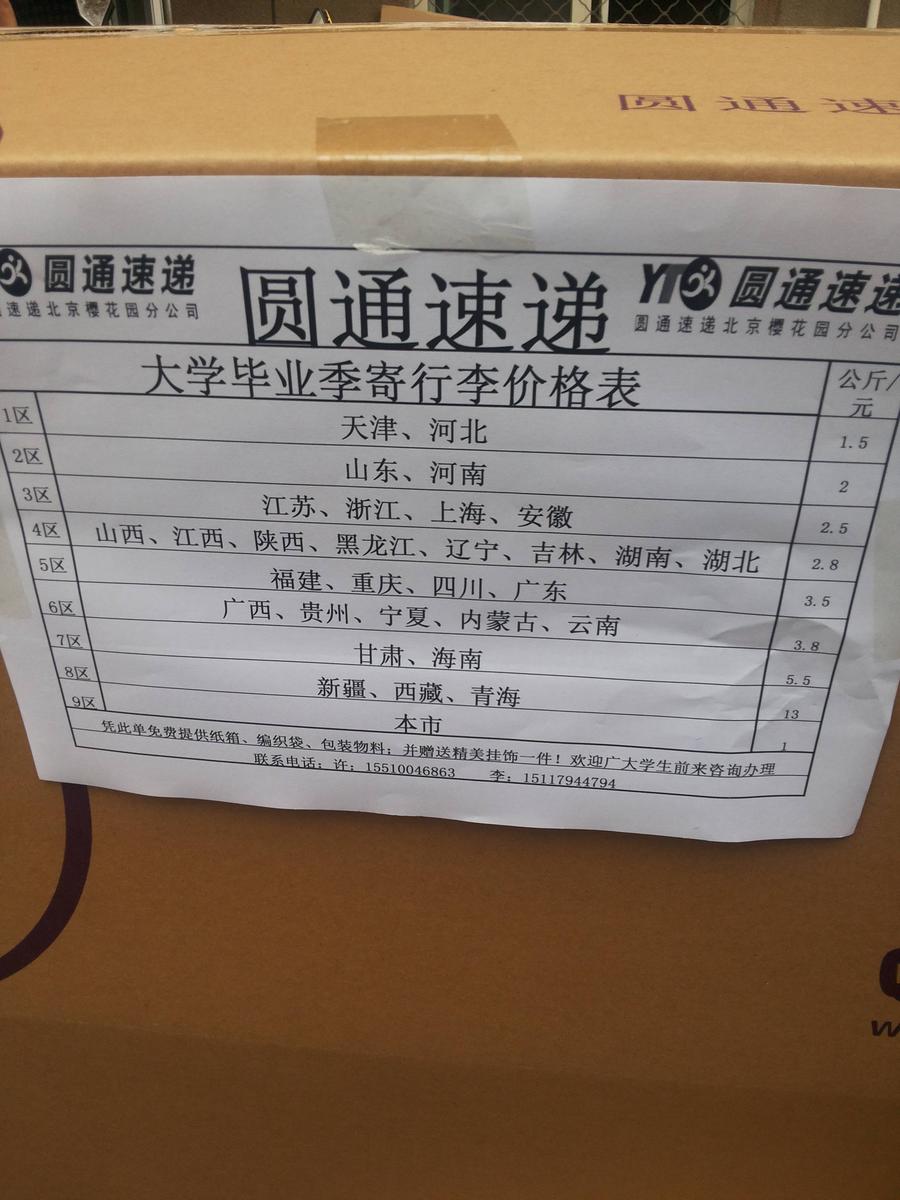 圆通速
圆通速递
速递北京樱花园分公司
圆通速递
YTO 圆通速递
圆通速递北京樱花园分公司
大学毕业季寄行李价格表 公斤/元
1区 天津、河北 1.5
2区 山东、河南 2
3区 江苏、浙江、上海、安徽 2.5
4区 山西、江西、陕西、黑龙江、辽宁、吉林、湖南、湖北 2.8
5区 福建、重庆、四川、广东 3.5
6区 广西、贵州、宁夏、内蒙古、云南 3.8
7区 甘肃、海南 5.5
8区 新疆、西藏、青海 13
9区 本市 1
凭此单免费提供纸箱、编织袋、包装物料；并赠送精美挂饰一件！欢迎广大学生前来咨询办理
联系电话：许：15510046863 李：15117944794